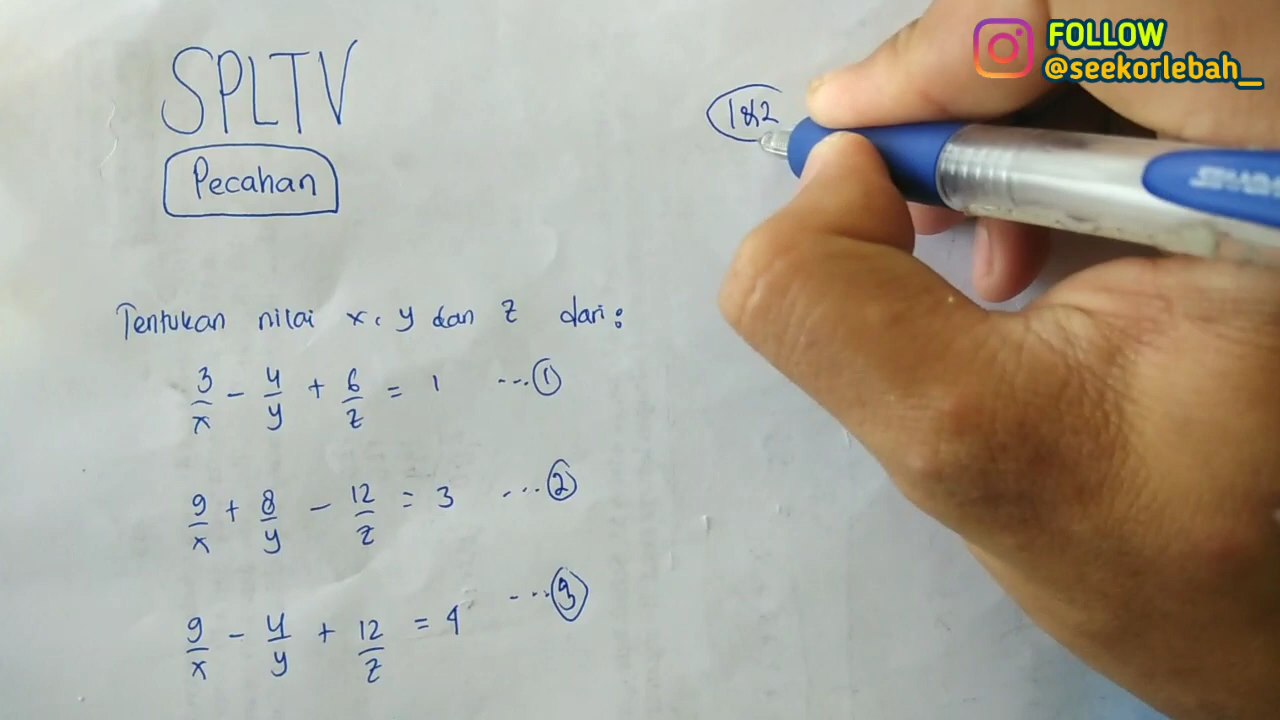 SPLTV
Pecahan
Tentukan nilai x, y dan z dari:
3/x - 4/y + 6/z = 1 ...①
9/x + 8/y - 12/z = 3 ...②
9/x - 4/y + 12/z = 4 ...③
1&2
FOLLOW
@seekorlebah_